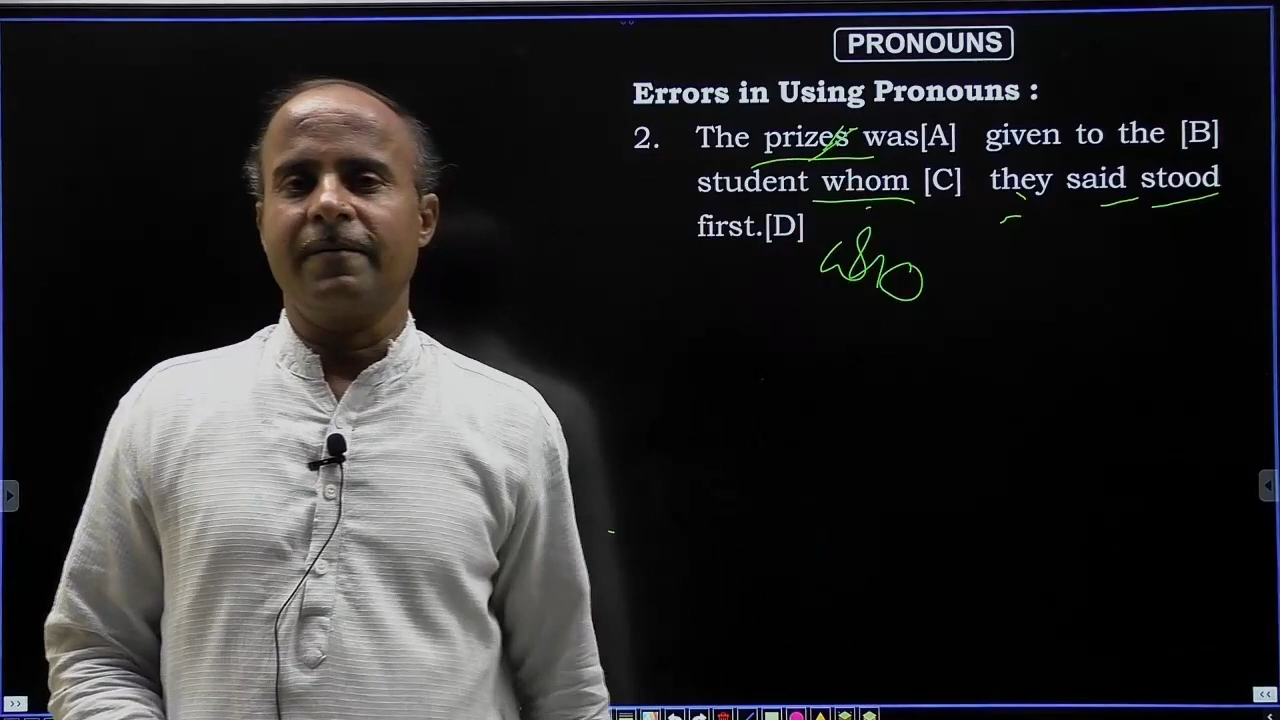 PRONOUNS
Errors in Using Pronouns :
2. The prizes was[A] given to the [B]
student whom [C] they said stood
first.[D]
who